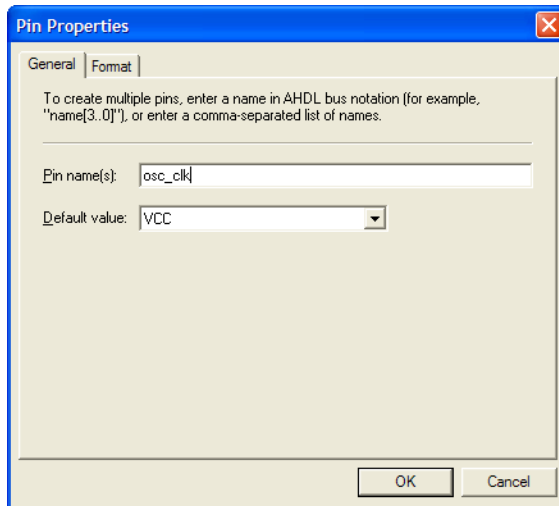 Pin Properties
General Format
To create multiple pins, enter a name in AHDL bus notation (for example,
"name[3..0]"), or enter a comma-separated list of names.
Pin name(s): osc_clk
Default value: VCC
OK Cancel